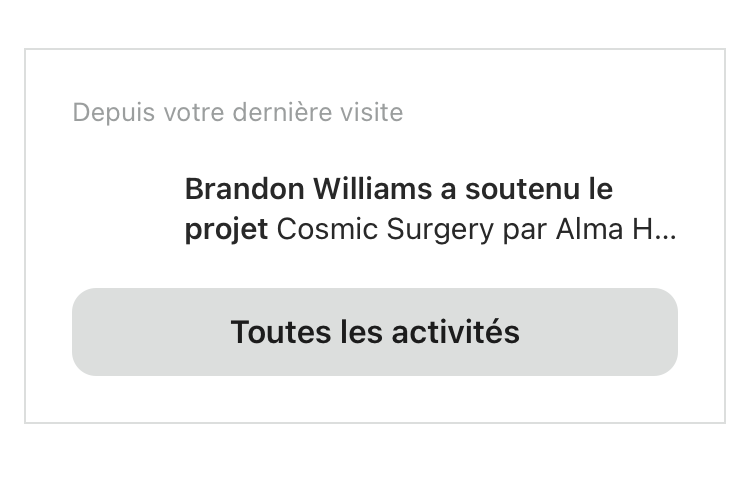 Depuis votre dernière visite
Brandon Williams a soutenu le
projet Cosmic Surgery par Alma H...
Toutes les activités